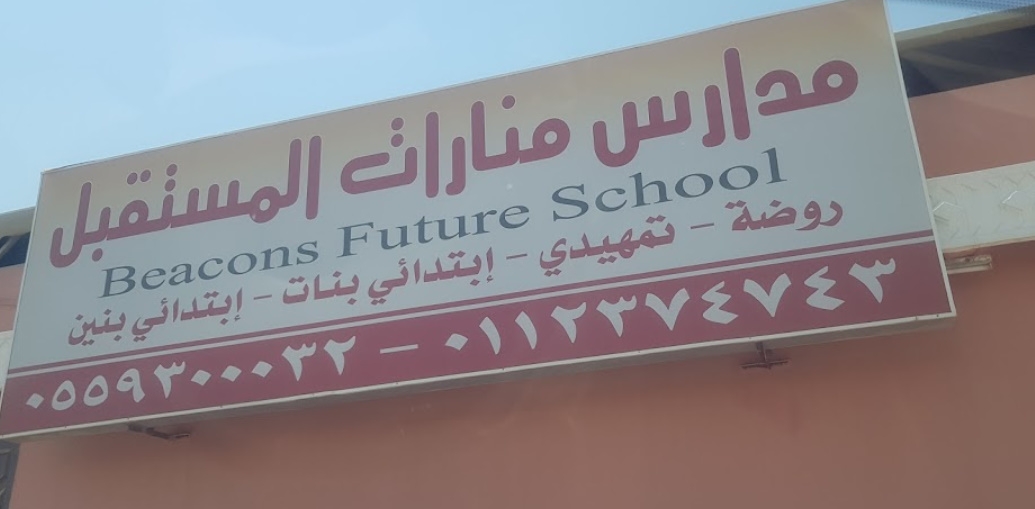 مدارس منارات المستقبل
Beacons Future School
روضة - تمهيدي - إبتدائي بنات - إبتدائي بنين
٠١١٢٣٧٤٧٤٣ - ٠٥٥٩٣٠٠٠٣٢